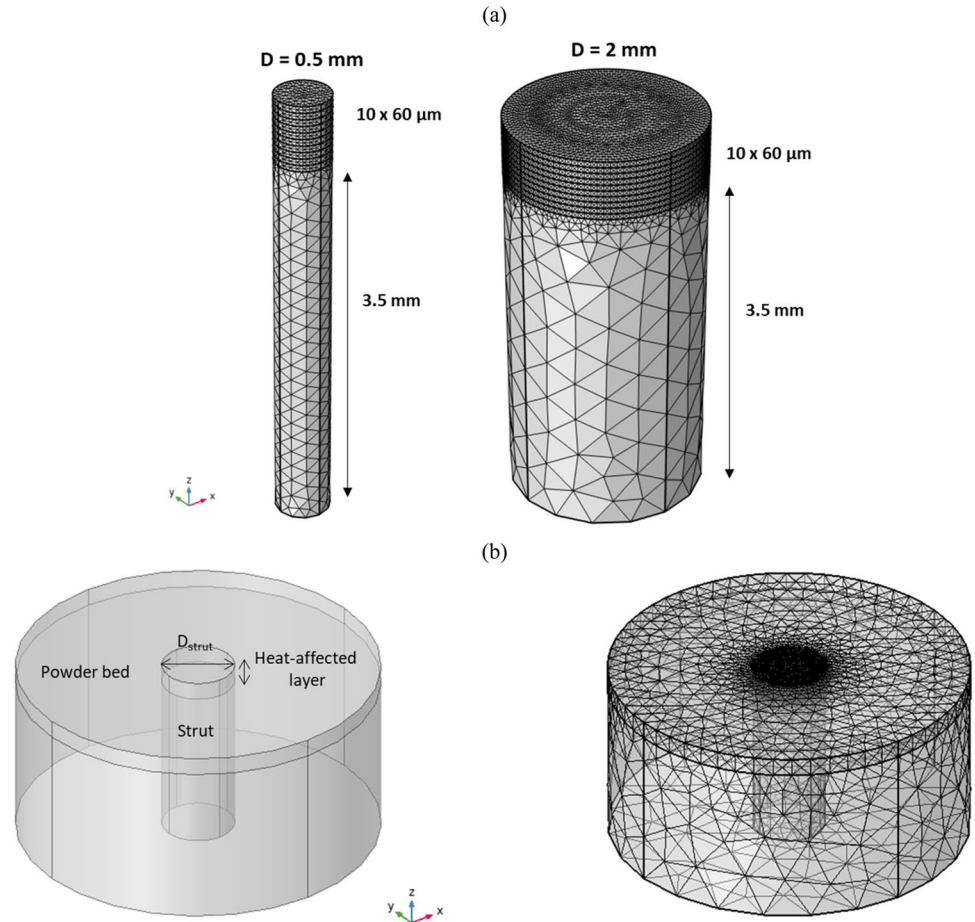 (a)
D = 0.5 mm
D = 2 mm
10 x 60 μm
10 x 60 μm
3.5 mm
3.5 mm
z
y
x
(b)
D strut
Powder bed
Heat-affected
layer
Strut
z
y
x